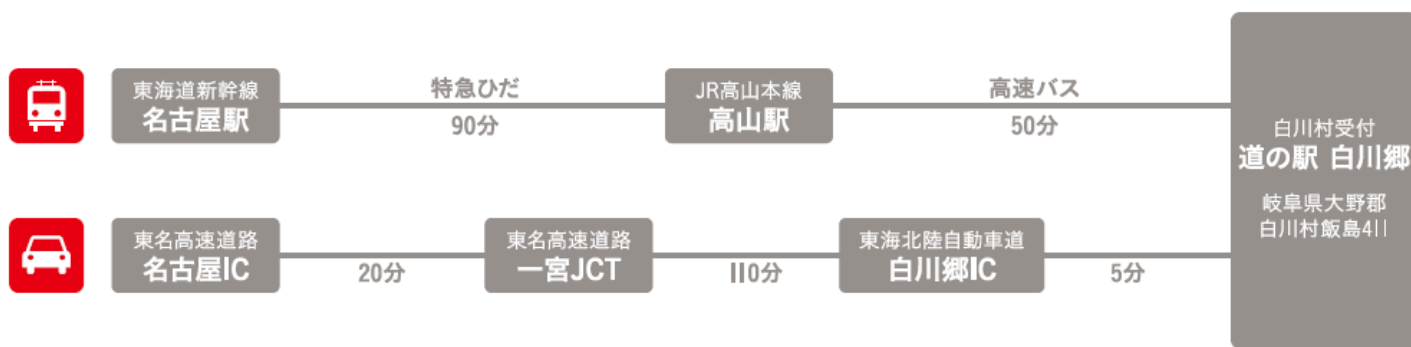 東海道新幹線
名古屋駅
特急ひだ
90分
JR高山本線
高山駅
高速バス
50分
白川村受付
道の駅 白川郷
岐阜県大野郡
白川村飯島411
東名高速道路
名古屋IC
20分
東名高速道路
一宮JCT
110分
東海北陸自動車道
白川郷IC
5分